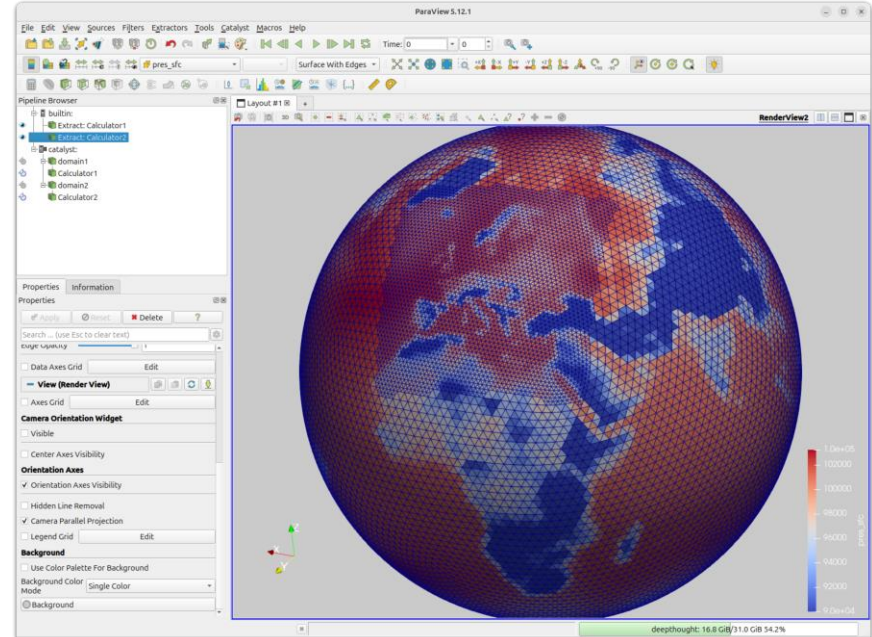 ParaView 5.12.1
File Edit View Sources Filters Extractors Tools Catalyst Macros Help
Time: 0 0
pres_sfc Surface With Edges
Pipeline Browser
Layout #1
RenderView2
builtin:
Extract: Calculator1
Extract: Calculator2
catalyst:
domain1
Calculator1
domain2
Calculator2
Properties Information
Properties
Apply Reset Delete ?
Search ... (use Esc to clear text)
Edge Opacity 1
Data Axes Grid Edit
View (Render View)
Axes Grid Edit
Camera Orientation Widget
Visible
Center Axes Visibility
Orientation Axes
Orientation Axes Visibility
Hidden Line Removal
Camera Parallel Projection
Legend Grid Edit
Background
Use Color Palette For Background
Background Color Mode Single Color
Background
Z
X
Y
1.0e+05
102000
100000
98000
96000
94000
92000
9.0e+04
pres_sfc
deepthought: 16.8 GiB/31.0 GiB 54.2%